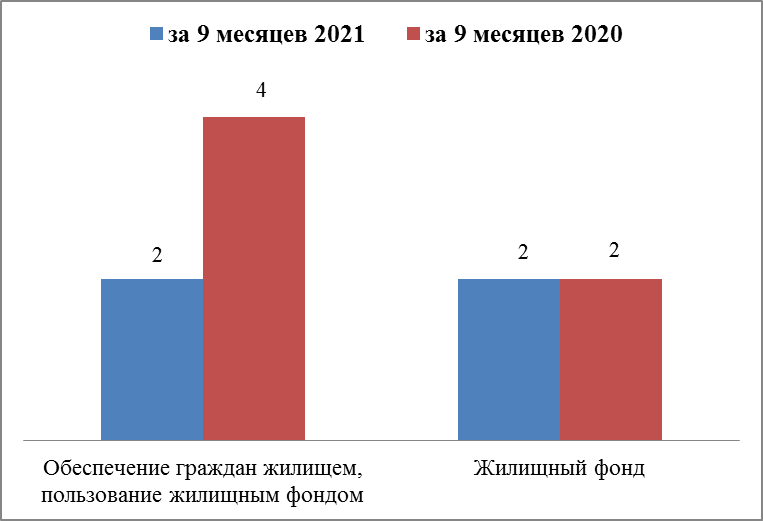 за 9 месяцев 2021 за 9 месяцев 2020
4
2
2 2
Обеспечение граждан жилищем,
пользование жилищным фондом
Жилищный фонд